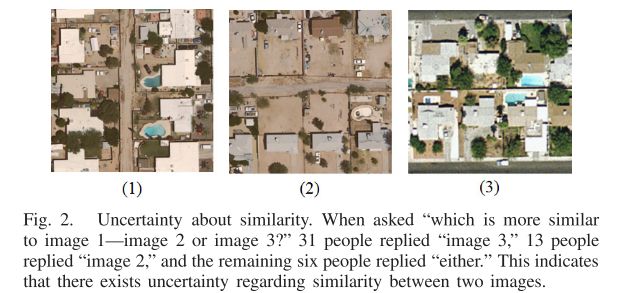 (1) (2) (3)
Fig. 2. Uncertainty about similarity. When asked “which is more similar
to image 1—image 2 or image 3?” 31 people replied “image 3,” 13 people
replied “image 2,” and the remaining six people replied “either.” This indicates
that there exists uncertainty regarding similarity between two images.